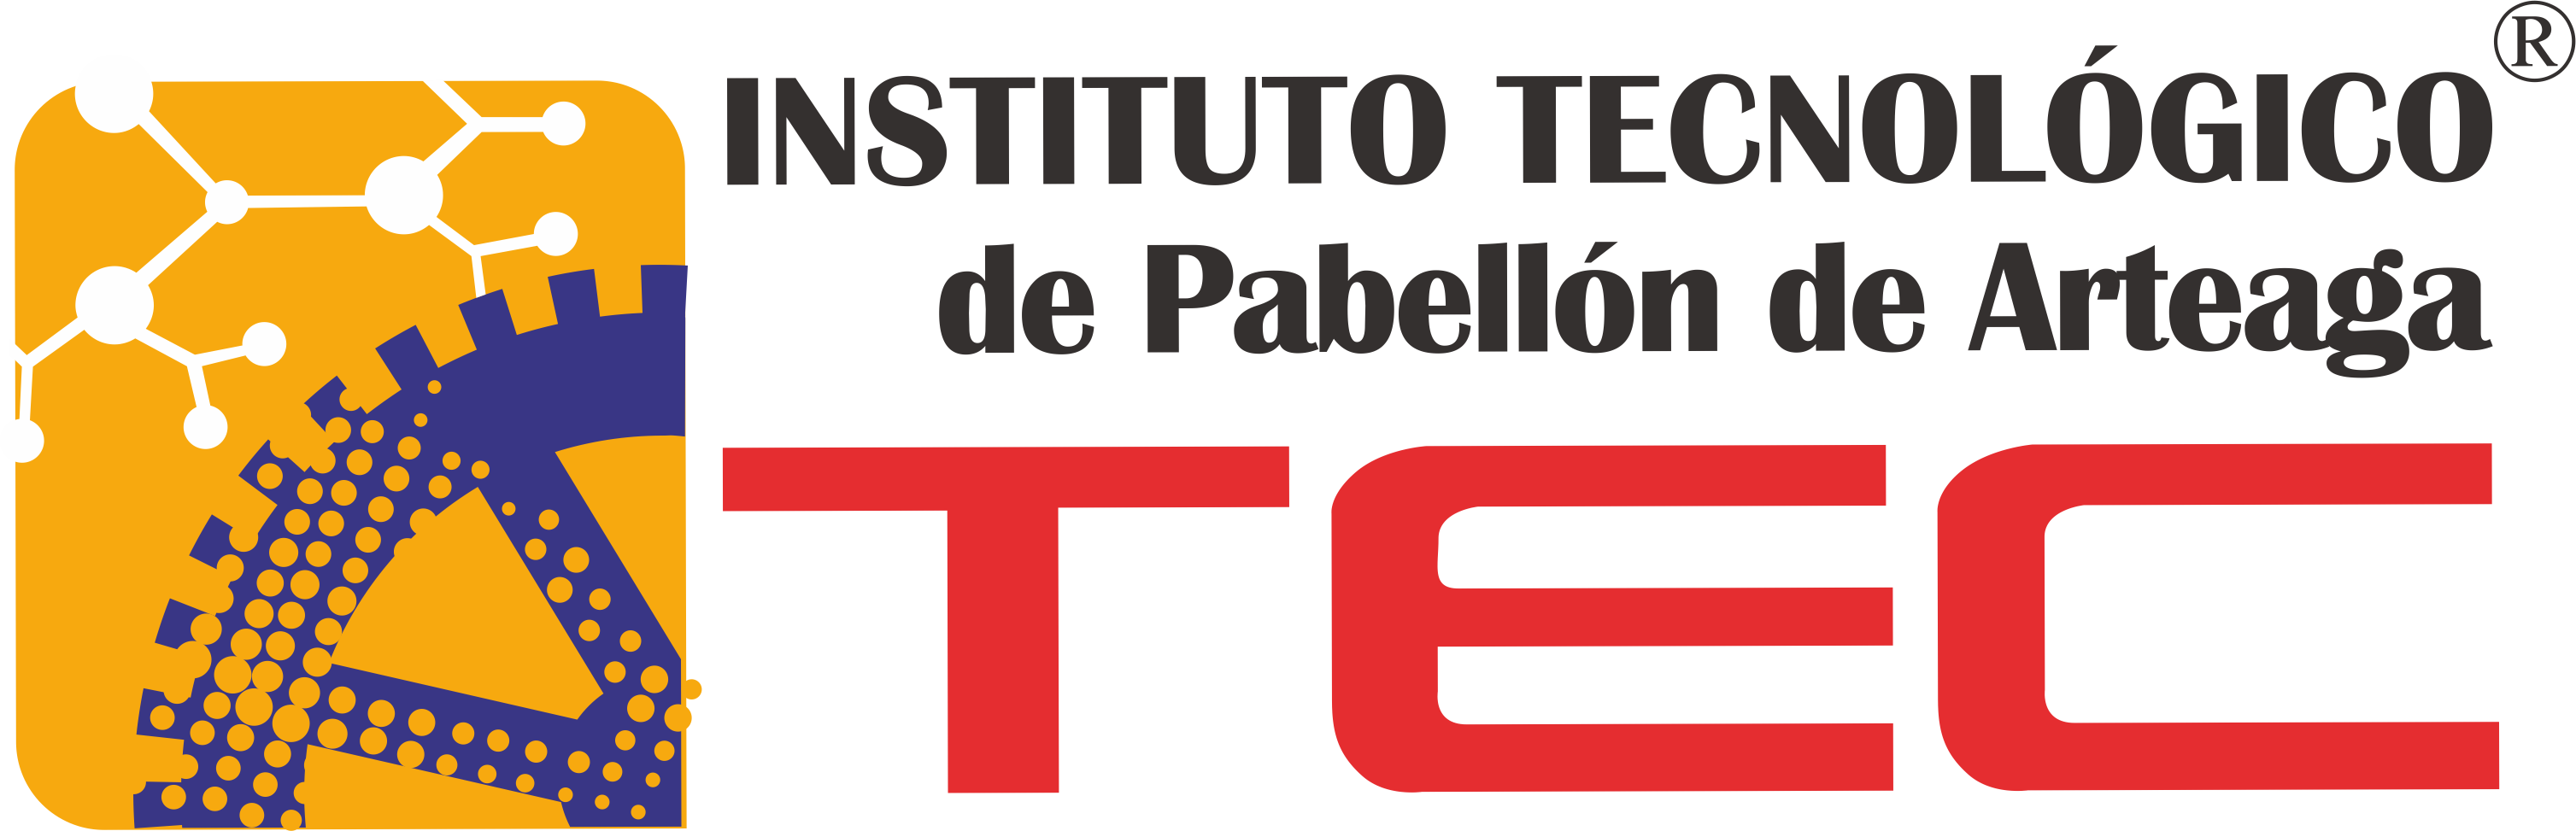 INSTITUTO TECNOLÓGICO®
de Pabellón de Arteaga
TEC